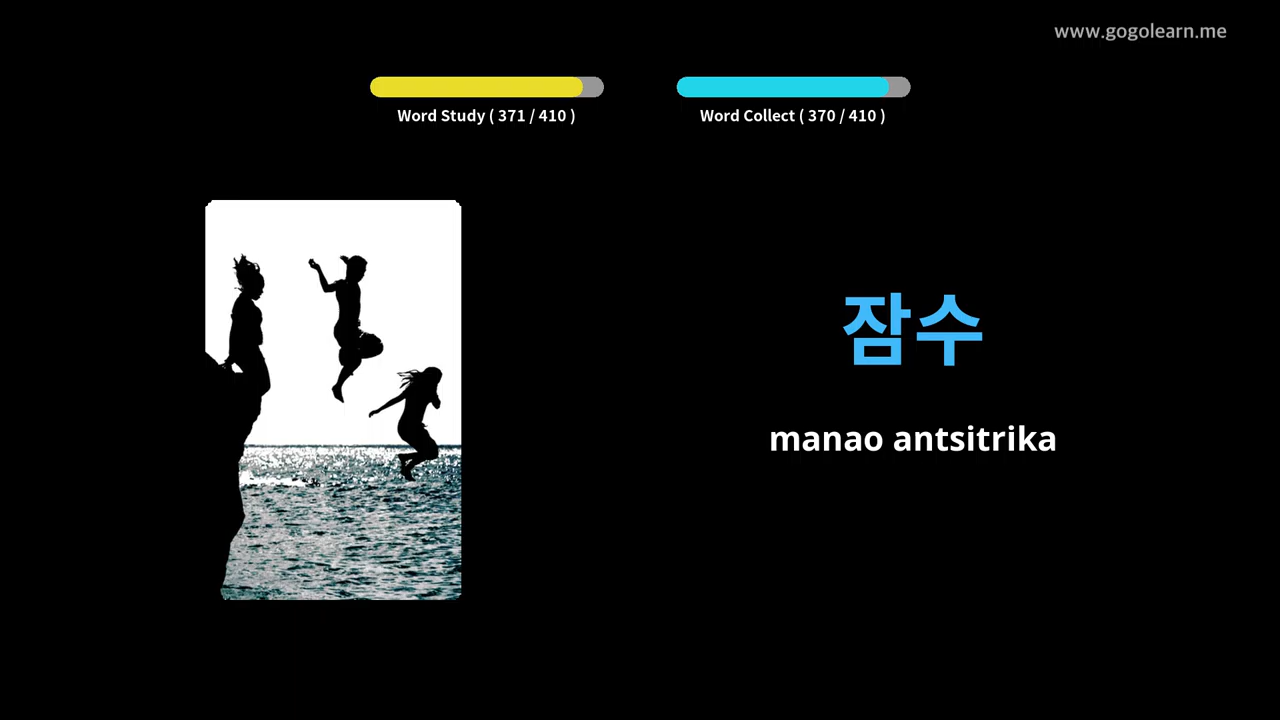 www.gogolearn.me
Word Study ( 371 / 410 )
Word Collect ( 370 / 410 )
잠수
manao antsitrika